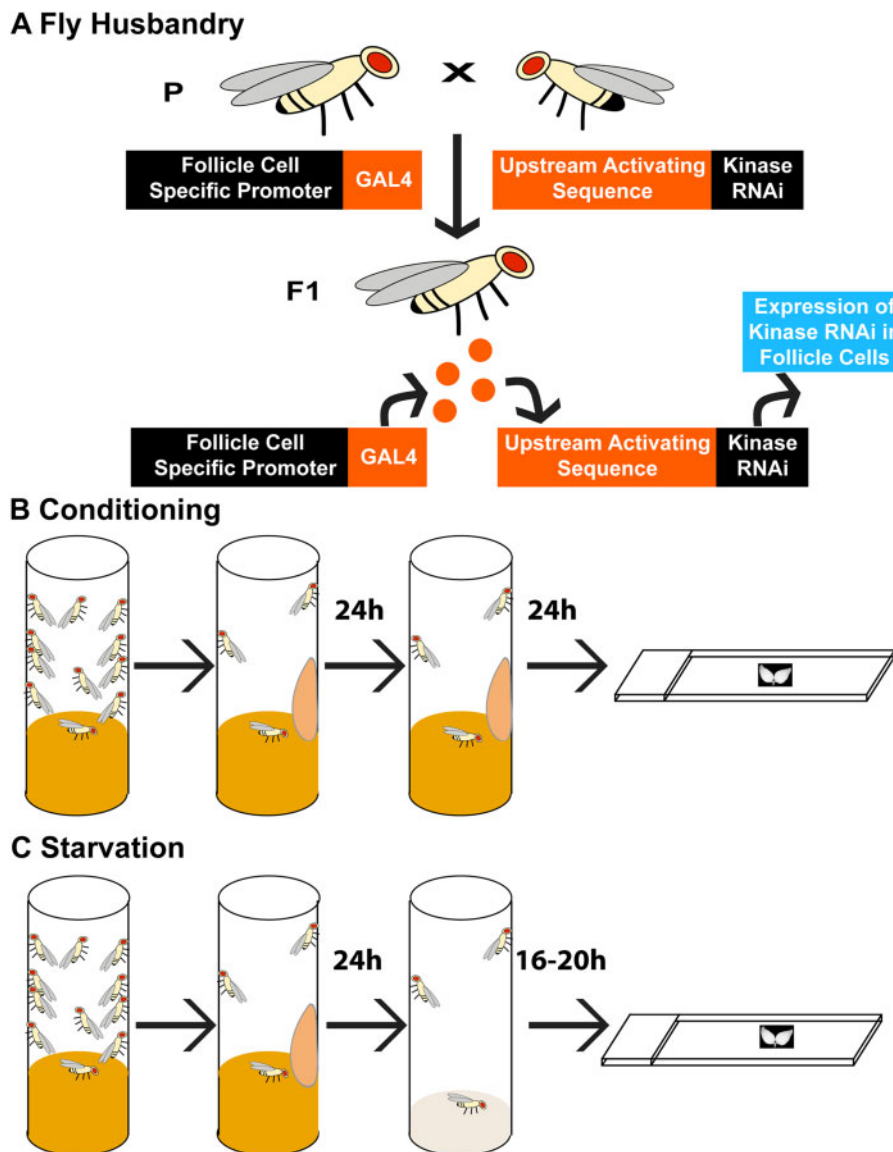 A Fly Husbandry
P
X
Follicle Cell
Specific Promoter
GAL4
Upstream Activating
Sequence
Kinase
RNAi
F1
Expression of
Kinase RNAi in
Follicle Cells
Follicle Cell
Specific Promoter
GAL4
Upstream Activating
Sequence
Kinase
RNAi
B Conditioning
24h
24h
C Starvation
24h
16-20h